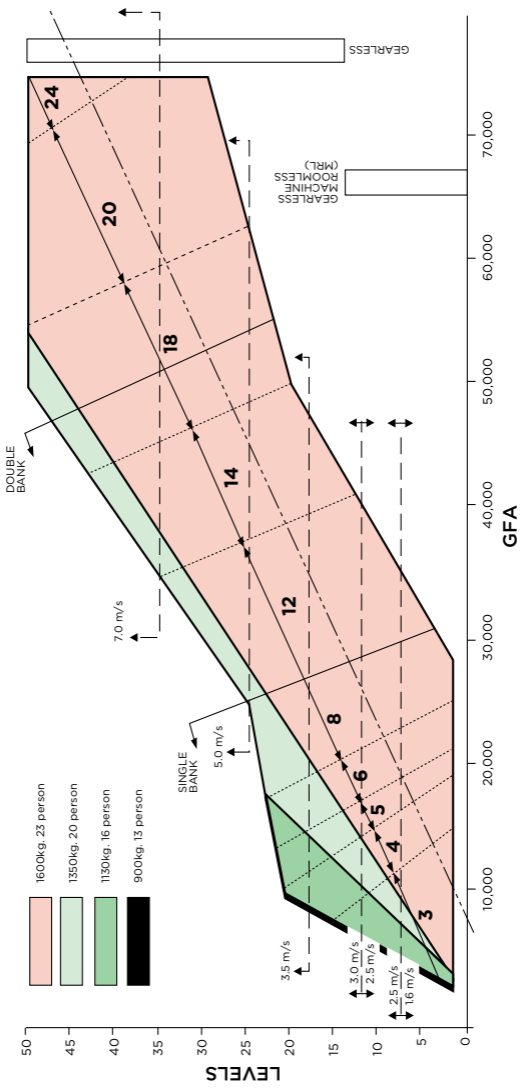 1600kg. 23 person
1350kg. 20 person
1130kg. 16 person
900kg. 13 person
DOUBLE
BANK
SINGLE
BANK
7.0 m/s
5.0 m/s
3.5 m/s
3.0 m/s
2.5 m/s
2.5 m/s
1.6 m/s
3
4
5
6
8
12
14
18
20
24
GEARLESS
GEARLESS
MACHINE
ROOMLESS
(MRL)
LEVELS
50
45
40
35
30
25
20
15
10
5
0
10,000
20,000
30,000
40,000
50,000
60,000
70,000
GFA